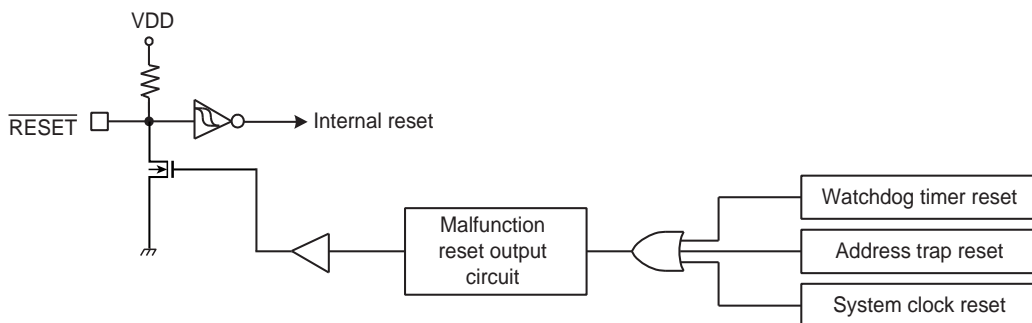 VDD
RESET
Internal reset
Watchdog timer reset
Malfunction
reset output
circuit
Address trap reset
System clock reset